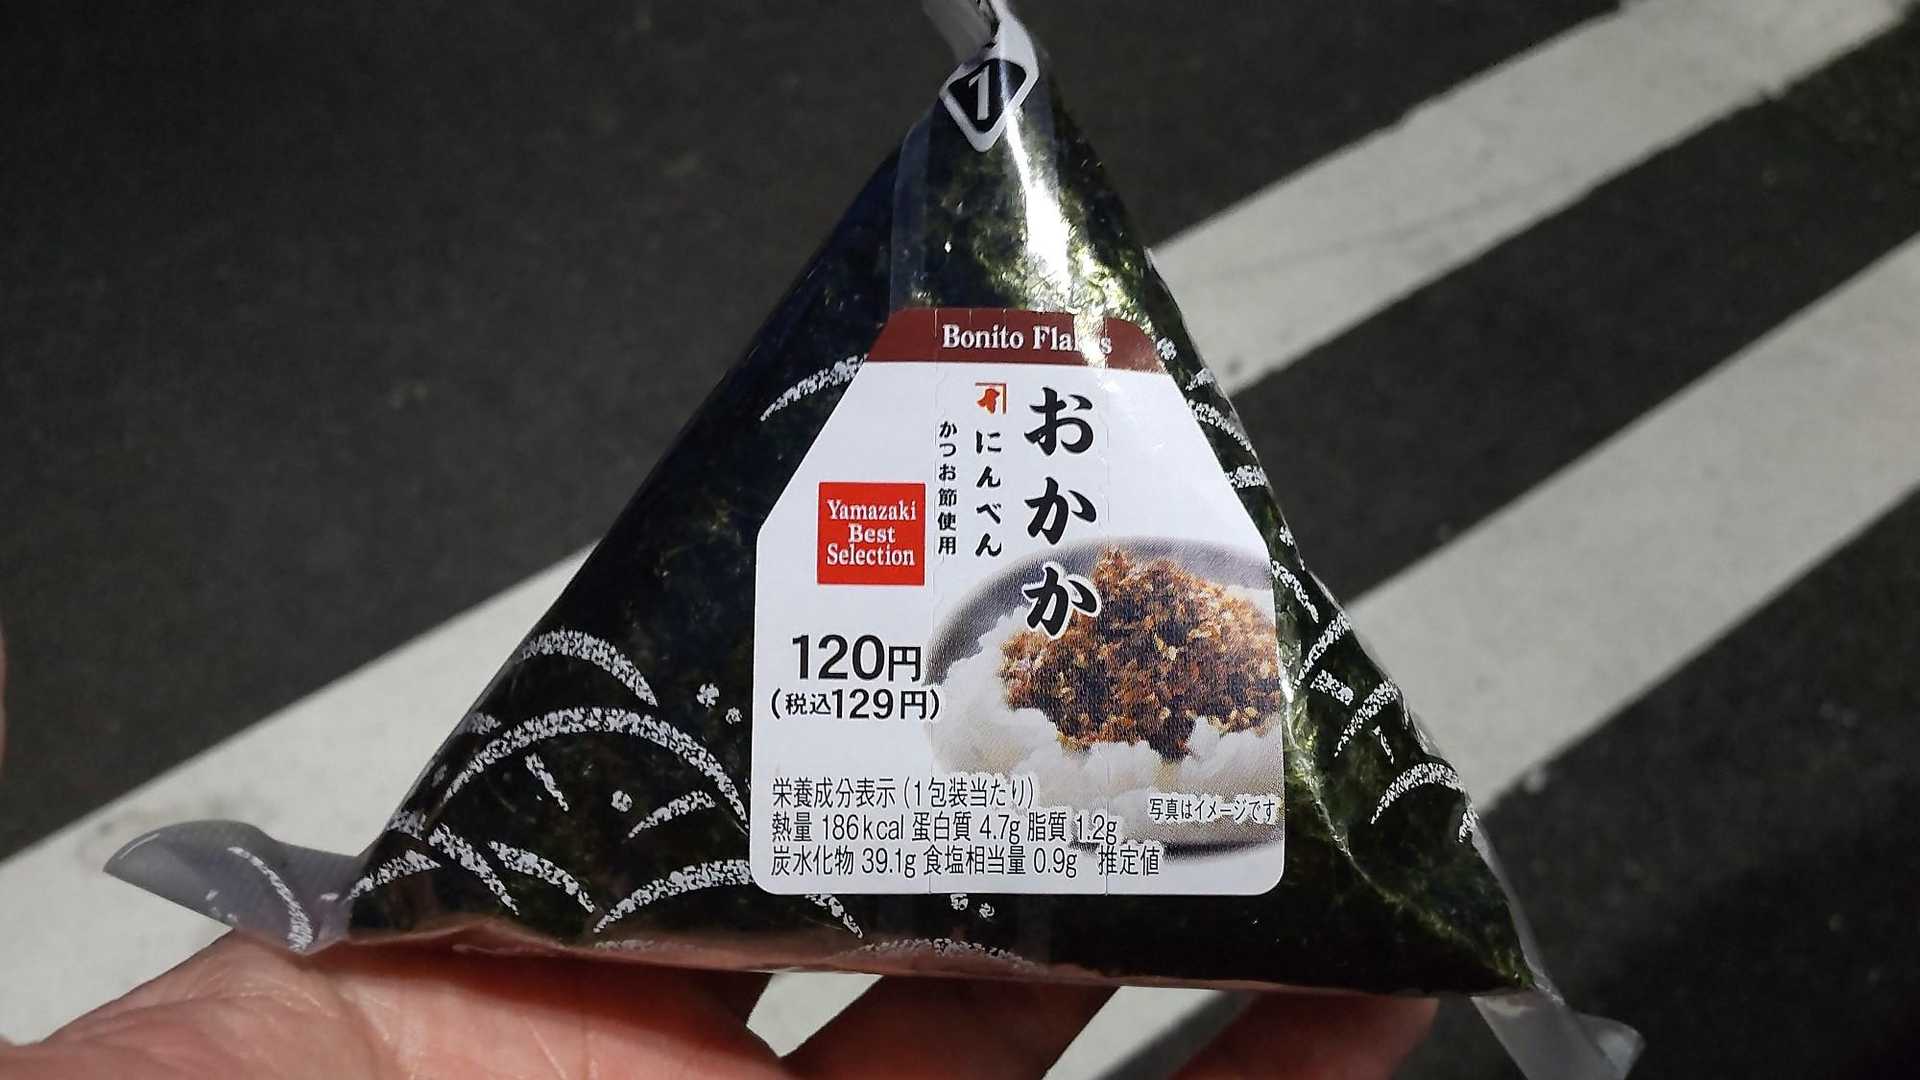 1
Bonito Flakes
おかか
にんべん
かつお節使用
Yamazaki
Best
Selection
120円
(税込129円)
栄養成分表示(1包装当たり)
熱量 186kcal 蛋白質 4.7g 脂質 1.2g
炭水化物 39.1g 食塩相当量 0.9g 推定値
写真はイメージです